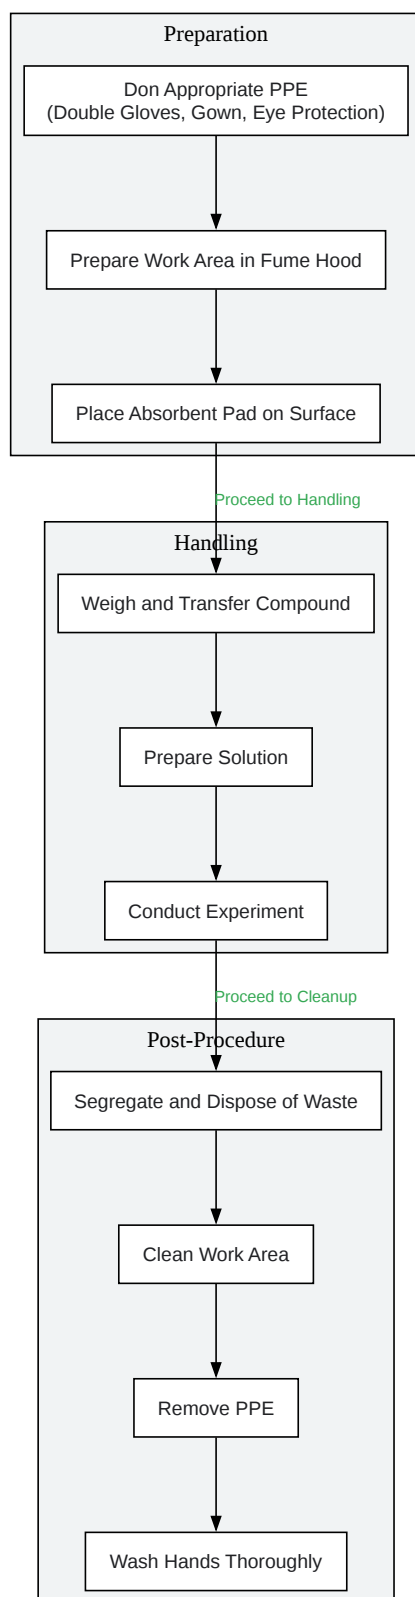 Preparation
Don Appropriate PPE
(Double Gloves, Gown, Eye Protection)
Prepare Work Area in Fume Hood
Place Absorbent Pad on Surface
Proceed to Handling
Handling
Weigh and Transfer Compound
Prepare Solution
Conduct Experiment
Proceed to Cleanup
Post-Procedure
Segregate and Dispose of Waste
Clean Work Area
Remove PPE
Wash Hands Thoroughly